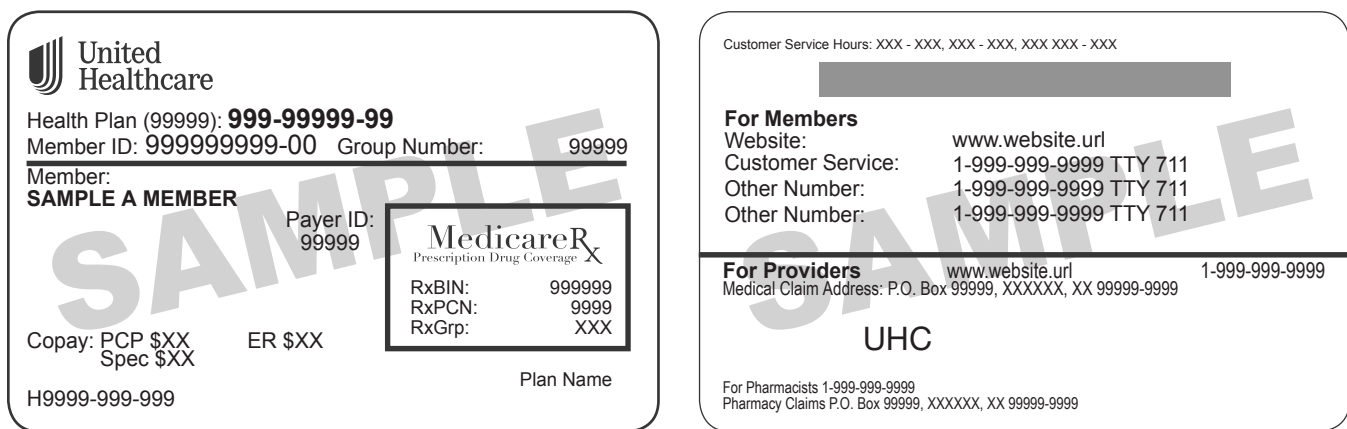 United
Healthcare
Health Plan (99999): 999-99999-99
Member ID: 999999999-00 Group Number: 99999
Member:
SAMPLE A MEMBER
Payer ID:
99999
MedicareRx
Prescription Drug Coverage
RxBIN: 999999
RxPCN: 9999
RxGrp: XXX
Copay: PCP $XX ER $XX
Spec $XX
Plan Name
H9999-999-999
SAMPLE
Customer Service Hours: XXX - XXX, XXX - XXX, XXX XXX - XXX
For Members
Website: www.website.url
Customer Service: 1-999-999-9999 TTY 711
Other Number: 1-999-999-9999 TTY 711
Other Number: 1-999-999-9999 TTY 711
For Providers www.website.url 1-999-999-9999
Medical Claim Address: P.O. Box 99999, XXXXXX, XX 99999-9999
UHC
For Pharmacists 1-999-999-9999
Pharmacy Claims P.O. Box 99999, XXXXXX, XX 99999-9999
SAMPLE